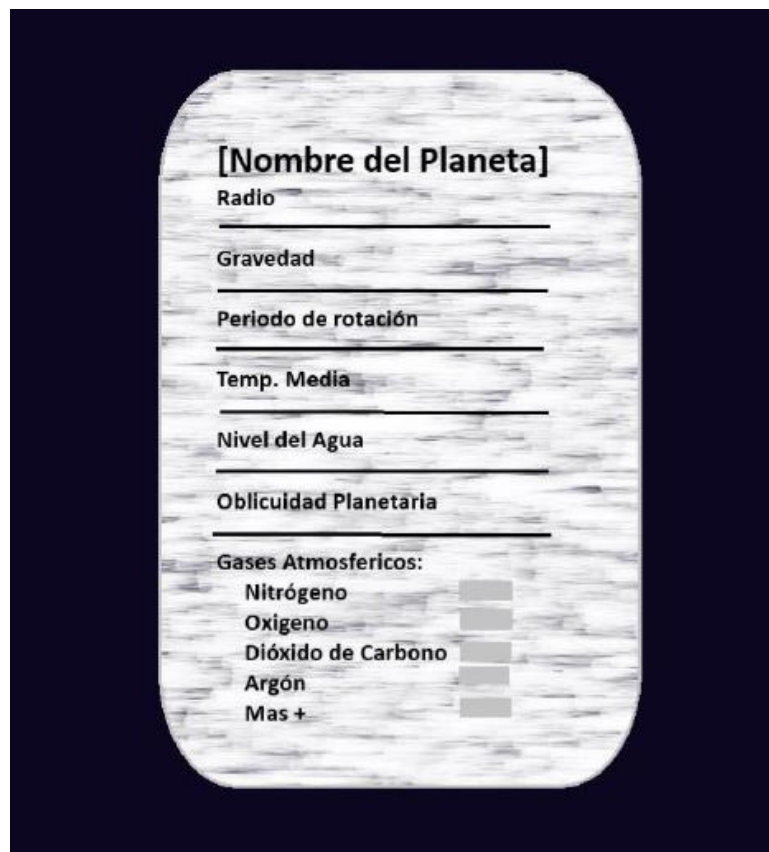 [Nombre del Planeta]
Radio
Gravedad
Periodo de rotación
Temp. Media
Nivel del Agua
Oblicuidad Planetaria
Gases Atmosfericos:
Nitrógeno
Oxigeno
Dióxido de Carbono
Argón
Mas +